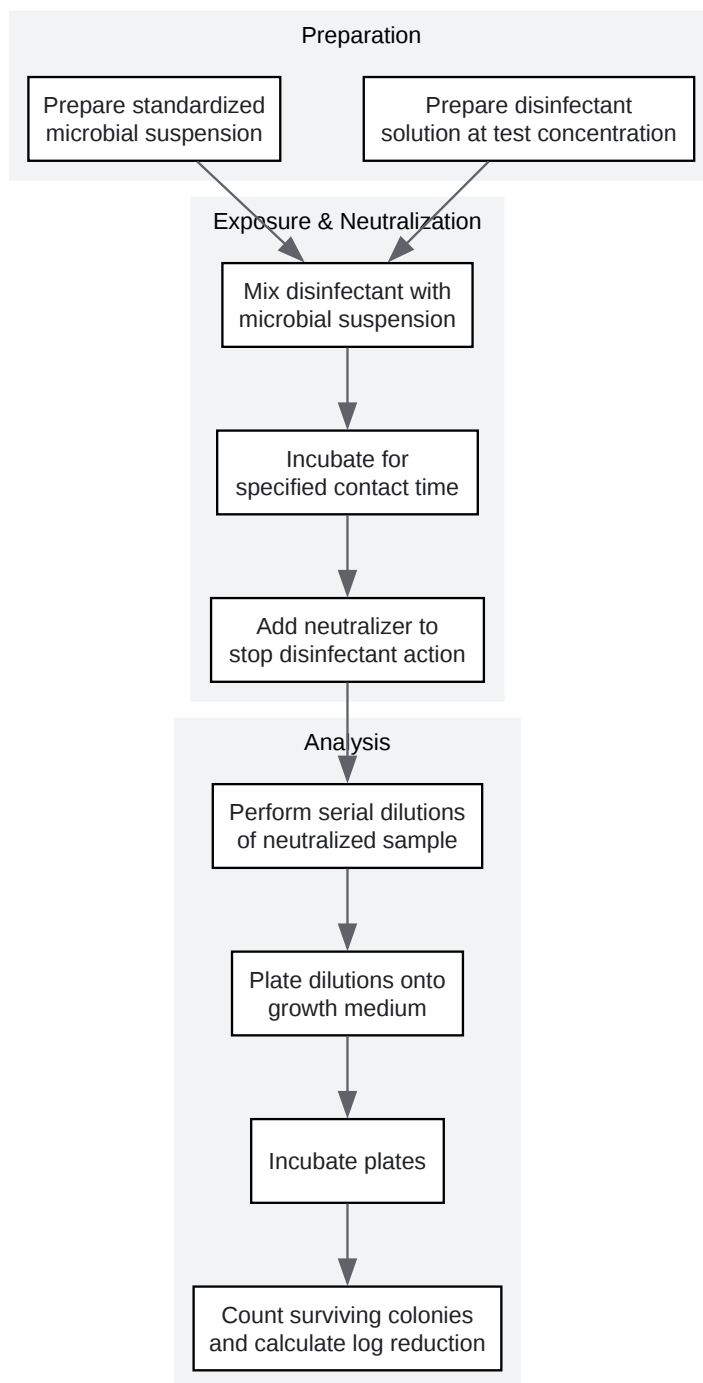 Preparation
Prepare standardized
microbial suspension
Prepare disinfectant
solution at test concentration
Exposure & Neutralization
Mix disinfectant with
microbial suspension
Incubate for
specified contact time
Add neutralizer to
stop disinfectant action
Analysis
Perform serial dilutions
of neutralized sample
Plate dilutions onto
growth medium
Incubate plates
Count surviving colonies
and calculate log reduction